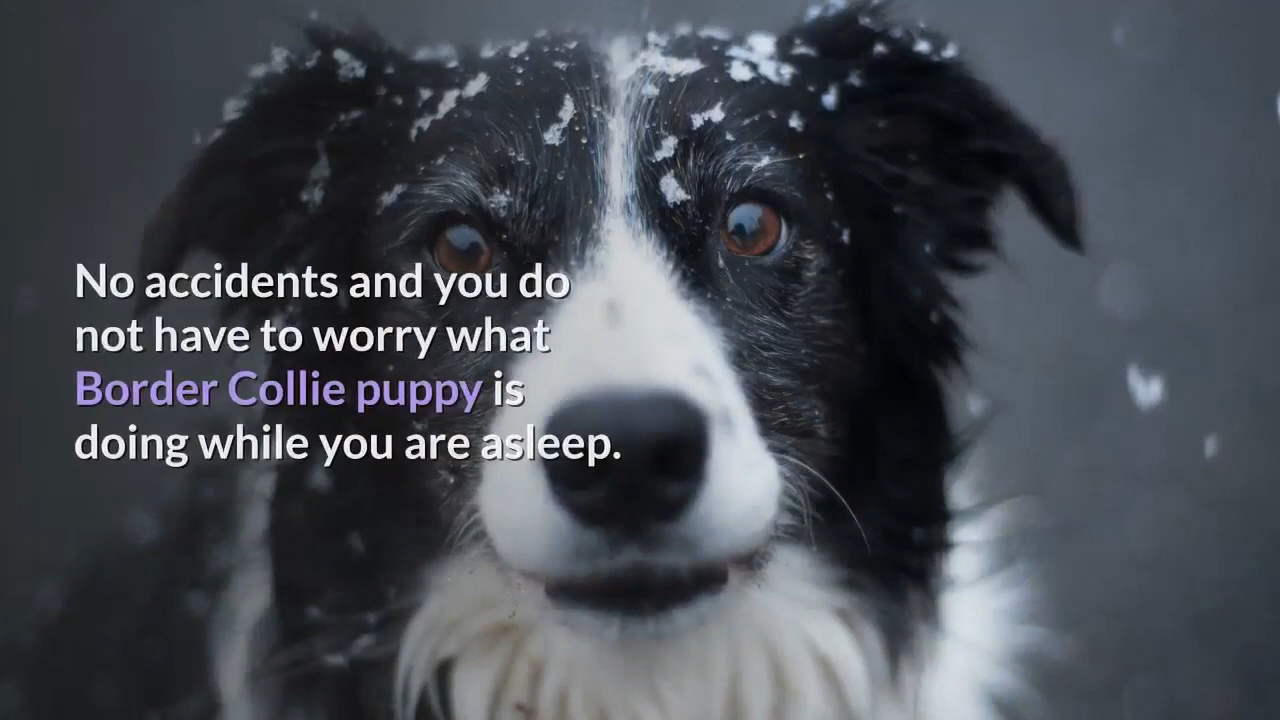 No accidents and you do
not have to worry what
Border Collie puppy is
doing while you are asleep.